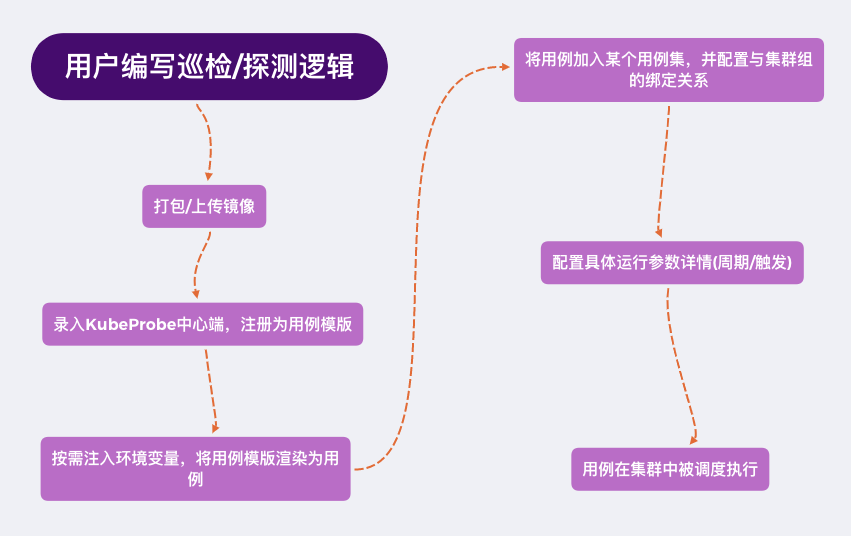 用户编写巡检/探测逻辑
打包/上传镜像
录入KubeProbe中心端，注册为用例模版
按需注入环境变量，将用例模版渲染为用
例
将用例加入某个用例集，并配置与集群组
的绑定关系
配置具体运行参数详情(周期/触发)
用例在集群中被调度执行